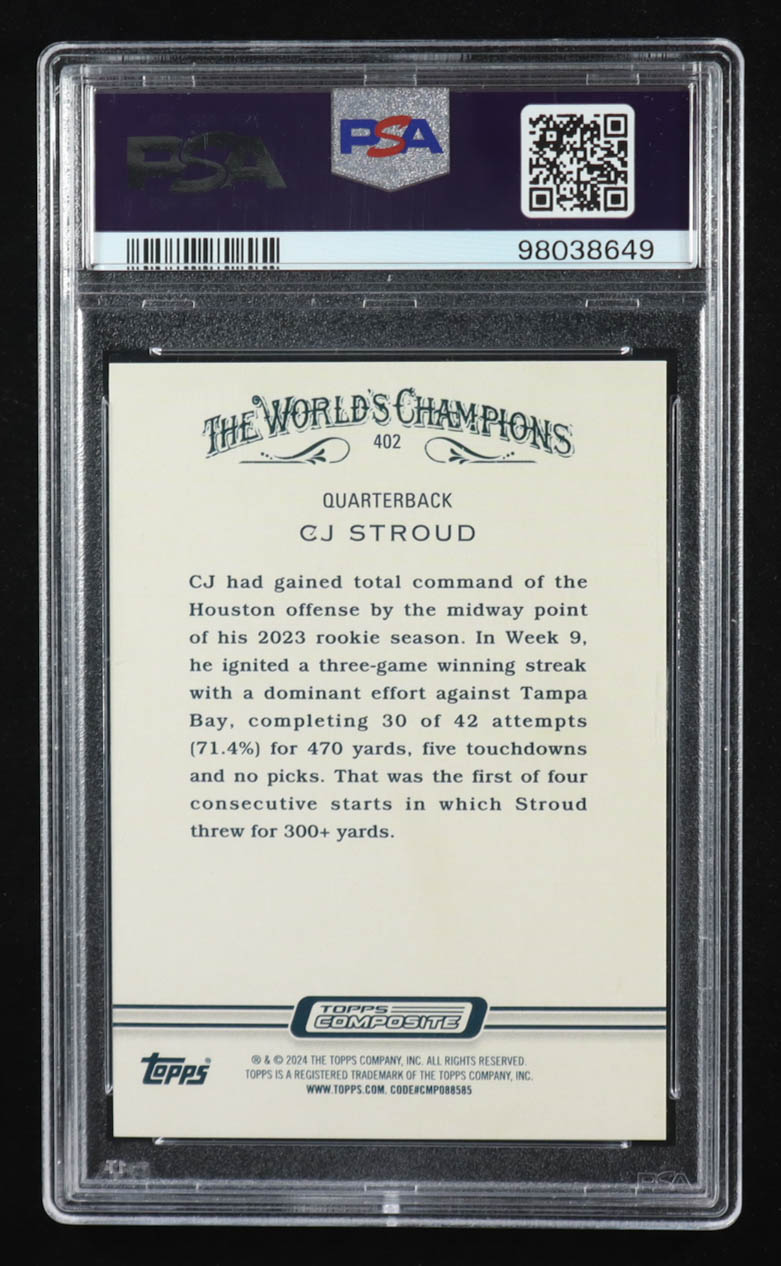 PSA PSA
98038649
THE WORLD'S CHAMPIONS
402
QUARTERBACK
CJ STROUD
CJ had gained total command of the
Houston offense by the midway point
of his 2023 rookie season. In Week 9,
he ignited a three-game winning streak
with a dominant effort against Tampa
Bay, completing 30 of 42 attempts
(71.4%) for 470 yards, five touchdowns
and no picks. That was the first of four
consecutive starts in which Stroud
threw for 300+ yards.
TOPPS
COMPOSITE
topps®
® & © 2024 THE TOPPS COMPANY, INC. ALL RIGHTS RESERVED.
TOPPS IS A REGISTERED TRADEMARK OF THE TOPPS COMPANY, INC.
WWW.TOPPS.COM. CODE#CMP088585
PSA